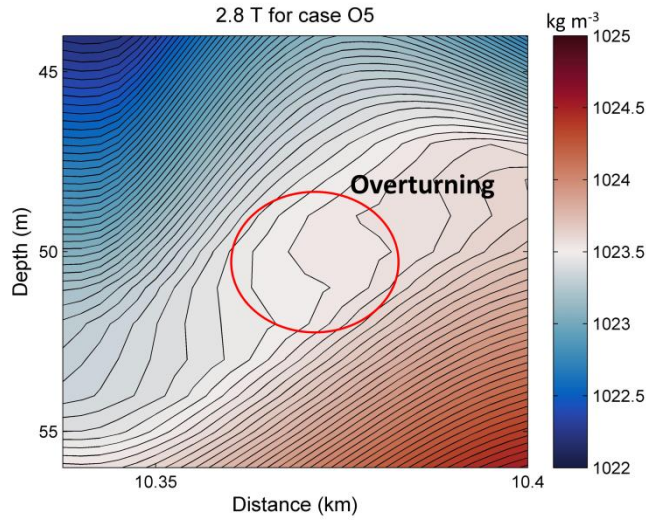 2.8 T for case O5
kg m⁻³
Depth (m)
45
50
55
Overturning
10.35
10.4
Distance (km)
1025
1024.5
1024
1023.5
1023
1022.5
1022